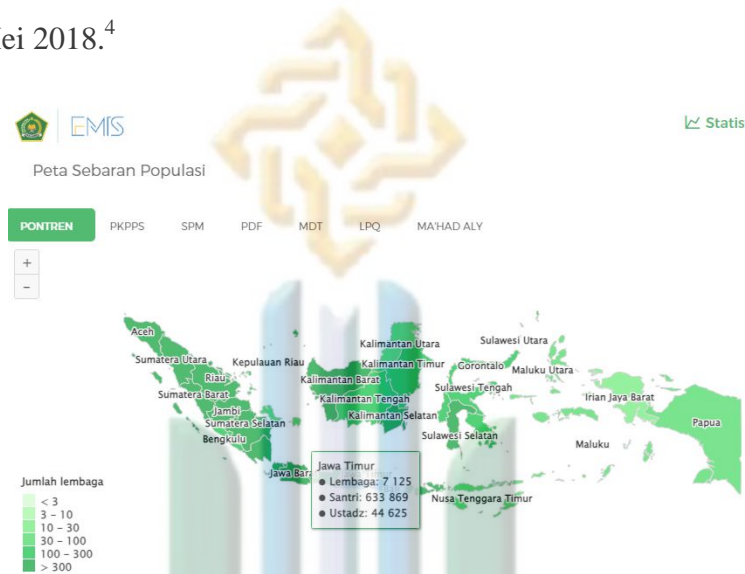 ei 2018.4
EMIS
Statis
Peta Sebaran Populasi
PONTREN PKPPS SPM PDF MDT LPQ MA'HAD ALY
+
-
Aceh
Kalimantan Utara
Sulawesi Utara
Sumatera Utara
Kepulauan Riau
Kalimantan Timur
Gorontalo
Maluku Utara
Riau
Kalimantan Barat
Sulawesi Tengah
Sumatera Barat
Kalimantan Tengah
Irian Jaya Barat
Jambi
Kalimantan Selatan
Sumatera Selatan
Papua
Bengkulu
Sulawesi Selatan
Maluku
Jawa Bar
Jawa Timur
● Lembaga: 7 125
● Santri: 633 869
● Ustadz: 44 625
Nusa Tenggara Timur
Jumlah lembaga
< 3
3 – 10
10 – 30
30 – 100
100 – 300
> 300